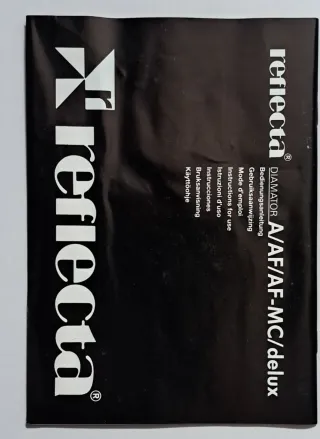 reflecta® DIAMATOR A/AF/AF-MC/delux
Bedienungsanleitung
Gebruiksaanwijzing
Mode d'emploi
Instructions for use
Istruzioni d'uso
Instrucciones
Bruksanvisning
Käyttöohje
r
reflecta®